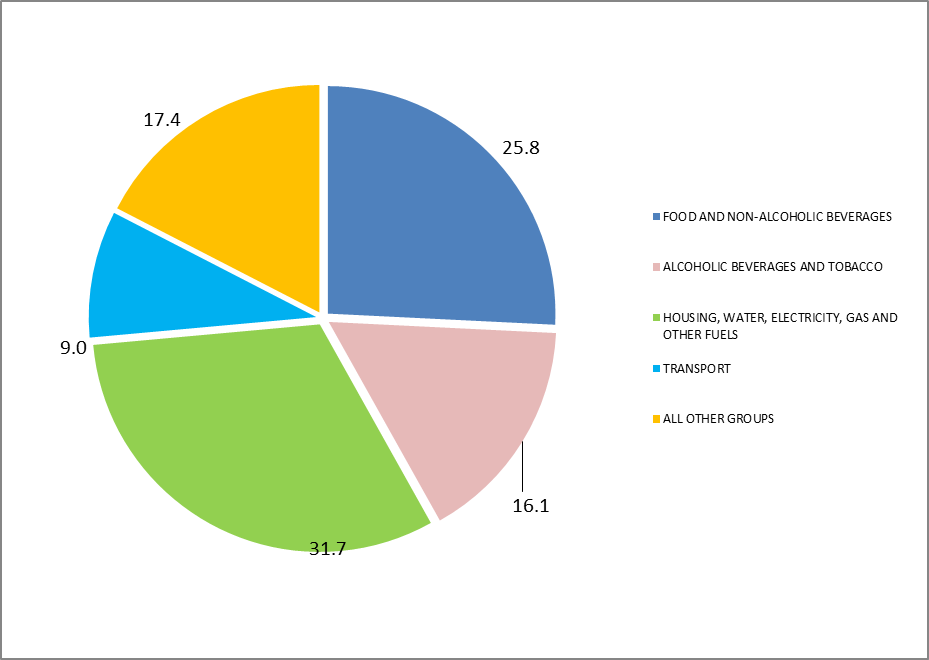 17.4
25.8
9.0
16.1
31.7
FOOD AND NON-ALCOHOLIC BEVERAGES
ALCOHOLIC BEVERAGES AND TOBACCO
HOUSING, WATER, ELECTRICITY, GAS AND
OTHER FUELS
TRANSPORT
ALL OTHER GROUPS